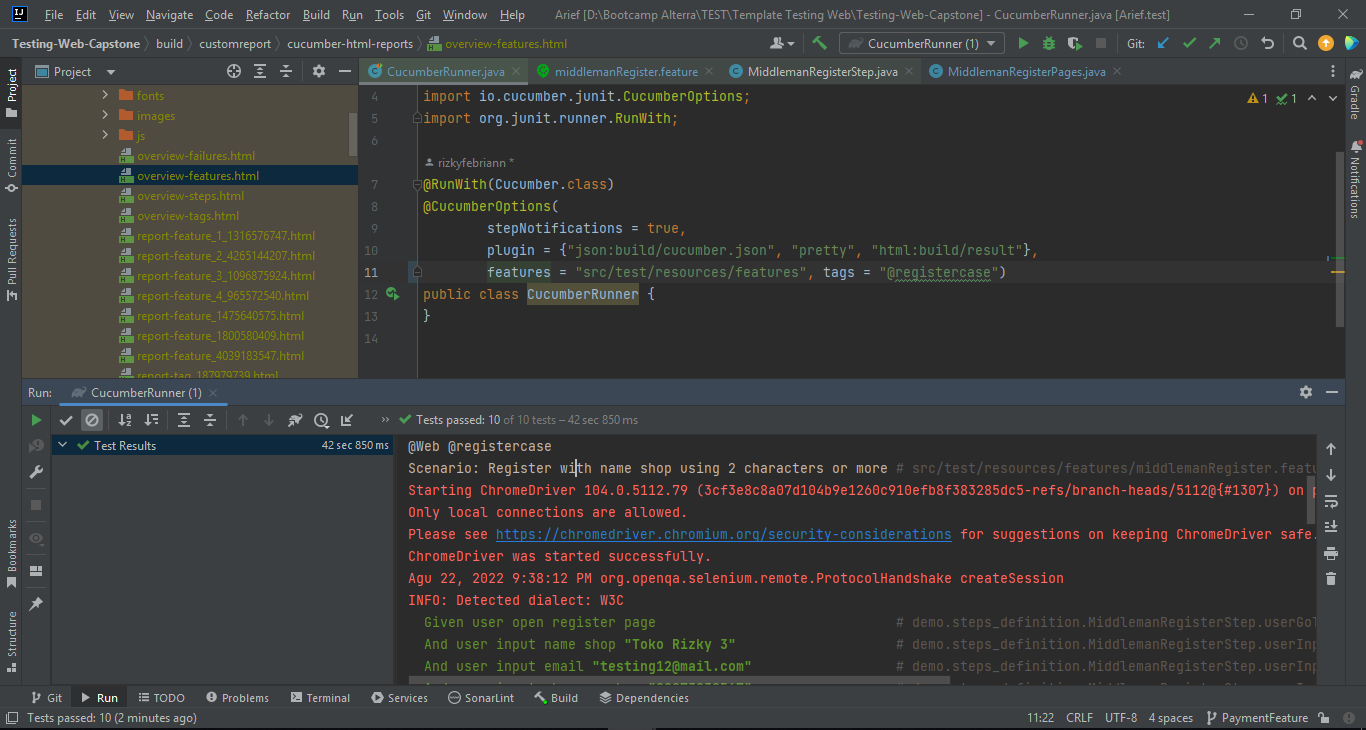 File Edit View Navigate Code Refactor Build Run Tools Git Window Help Arief [D:\Bootcamp Alterra\TEST\Template Testing Web\Testing-Web-Capstone] - CucumberRunner.java [Arief.test]
Testing-Web-Capstone build customreport cucumber-html-reports overview-features.html CucumberRunner (1) Git:
Project CucumberRunner.java middlemanRegister.feature MiddlemanRegisterStep.java MiddlemanRegisterPages.java
Project
Commit
Pull Requests
Bookmarks
Structure
fonts
images
js
overview-failures.html
overview-features.html
overview-steps.html
overview-tags.html
report-feature_1_1316576747.html
report-feature_2_4265144207.html
report-feature_3_1096875924.html
report-feature_4_965572540.html
report-feature_1475640575.html
report-feature_1800580409.html
report-feature_4039183547.html
report-tag_187979739.html
4 import io.cucumber.junit.CucumberOptions; 1 1
5 import org.junit.runner.RunWith;
6
rizkyfebriann *
7 @RunWith(Cucumber.class)
8 @CucumberOptions(
9 stepNotifications = true,
10 plugin = {"json:build/cucumber.json", "pretty", "html:build/result"},
11 features = "src/test/resources/features", tags = "@registercase")
12 public class CucumberRunner {
13 }
14
Gradle
Notifications
Run: CucumberRunner (1)
Tests passed: 10 of 10 tests – 42 sec 850 ms
Test Results 42 sec 850 ms
@Web @registercase
Scenario: Register with name shop using 2 characters or more # src/test/resources/features/middlemanRegister.featu
Starting ChromeDriver 104.0.5112.79 (3cf3e8c8a07d104b9e1260c910efb8f383285dc5-refs/branch-heads/5112@{#1307}) on p
Only local connections are allowed.
Please see https://chromedriver.chromium.org/security-considerations for suggestions on keeping ChromeDriver safe.
ChromeDriver was started successfully.
Agu 22, 2022 9:38:12 PM org.openqa.selenium.remote.ProtocolHandshake createSession
INFO: Detected dialect: W3C
Given user open register page # demo.steps_definition.MiddlemanRegisterStep.userGoT
And user input name shop "Toko Rizky 3" # demo.steps_definition.MiddlemanRegisterStep.userInp
And user input email "testing12@mail.com" # demo.steps_definition.MiddlemanRegisterStep.userInp
Git Run TODO Problems Terminal Services SonarLint Build Dependencies
Tests passed: 10 (2 minutes ago) 11:22 CRLF UTF-8 4 spaces PaymentFeature